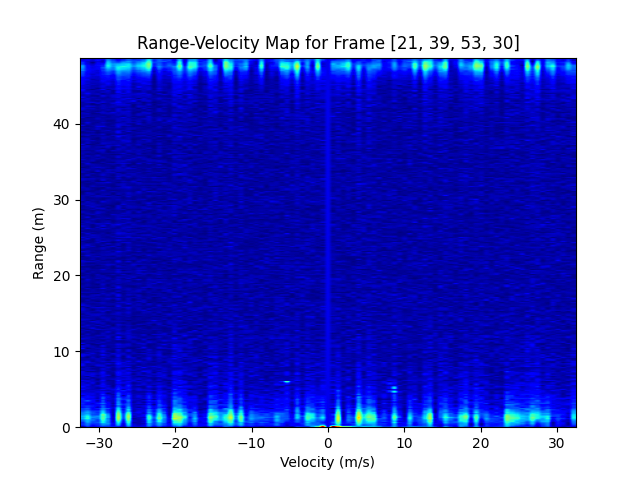 Range-Velocity Map for Frame [21, 39, 53, 30]
Range (m)
40
30
20
10
0
−30 −20 −10 0 10 20 30
Velocity (m/s)